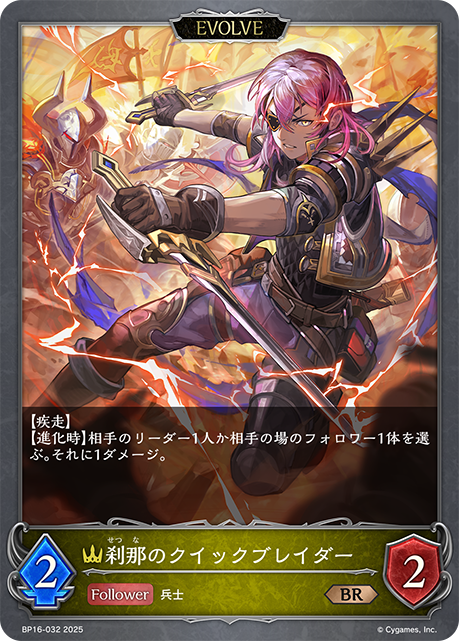 EVOLVE
【疾走】
【進化時】相手のリーダー1人か相手の場のフォロワー1体を選
ぶ。それに1ダメージ。
せつ な
刹那のクイックブレイダー
2
Follower 兵士
BR
2
BP16-032 2025
© Cygames, Inc.